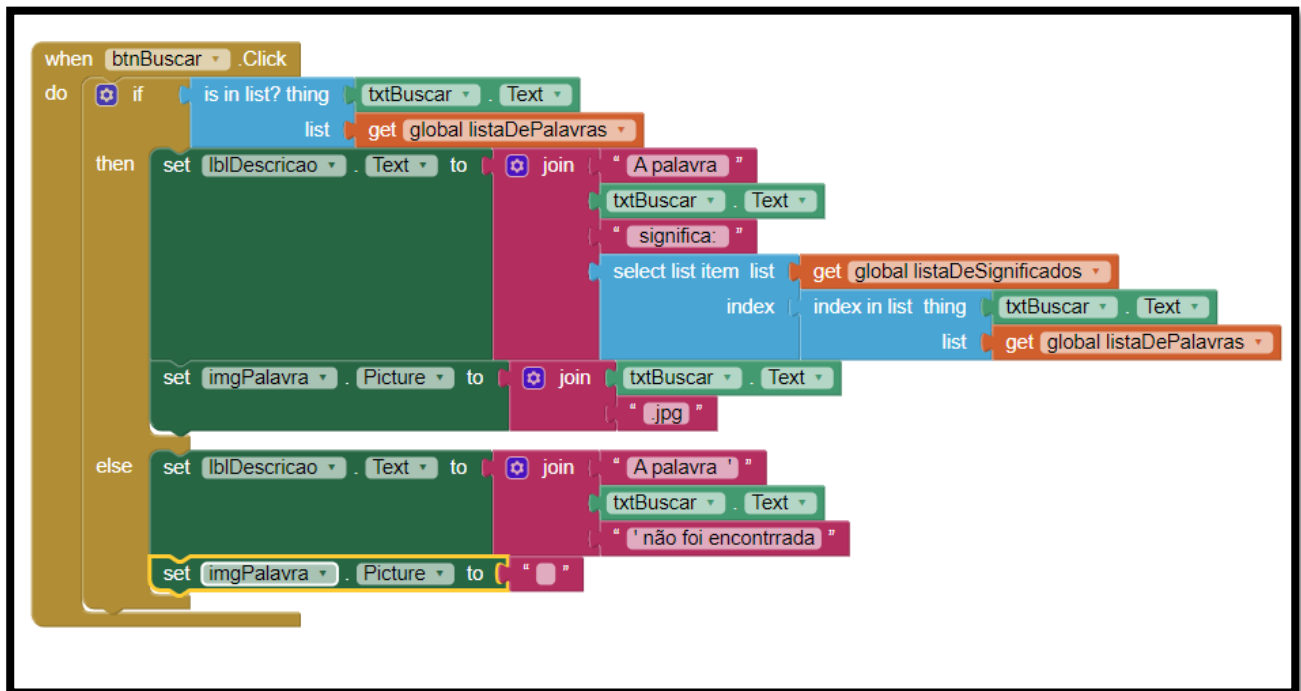 when btnBuscar .Click
do if is in list? thing txtBuscar . Text
list get global listaDePalavras
then set lblDescricao . Text to join " A palavra "
txtBuscar . Text
" significa: "
select list item list get global listaDeSignificados
index index in list thing txtBuscar . Text
list get global listaDePalavras
set imgPalavra . Picture to join txtBuscar . Text
" .jpg "
else set lblDescricao . Text to join " A palavra ' "
txtBuscar . Text
" ' não foi encontrrada "
set imgPalavra . Picture to " "